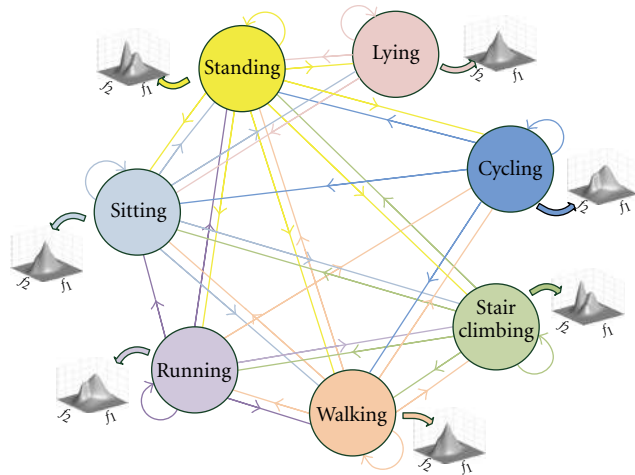 Lying
Standing
f2 f1
f2 f1
Cycling
f2 f1
Sitting
f2 f1
Stair
climbing
f2 f1
Running
f2 f1
Walking
f2 f1